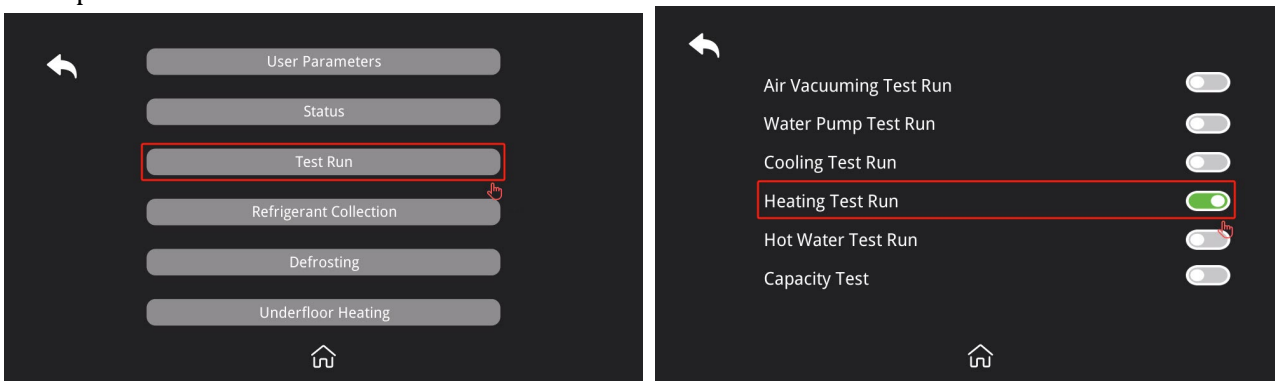 User Parameters
Status
Test Run
Refrigerant Collection
Defrosting
Underfloor Heating
Air Vacuuming Test Run
Water Pump Test Run
Cooling Test Run
Heating Test Run
Hot Water Test Run
Capacity Test